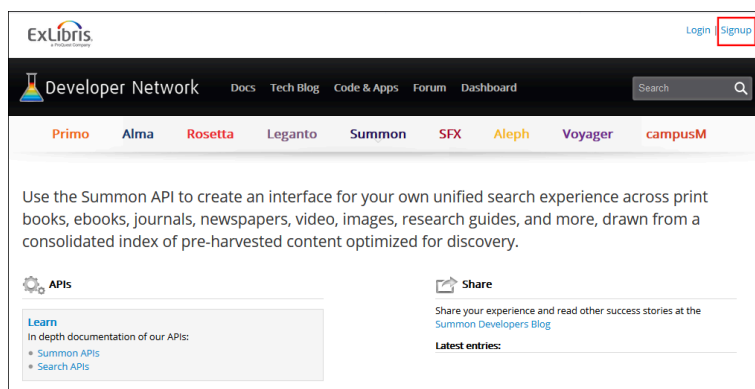 ExLibris.
a ProQuest Company
Login | Signup
Developer Network Docs Tech Blog Code & Apps Forum Dashboard Search
Primo Alma Rosetta Leganto Summon SFX Aleph Voyager campusM
Use the Summon API to create an interface for your own unified search experience across print
books, ebooks, journals, newspapers, video, images, research guides, and more, drawn from a
consolidated index of pre-harvested content optimized for discovery.
APIs
Learn
In depth documentation of our APIs:
Summon APIs
Search APIs
Share
Share your experience and read other success stories at the
Summon Developers Blog
Latest entries: